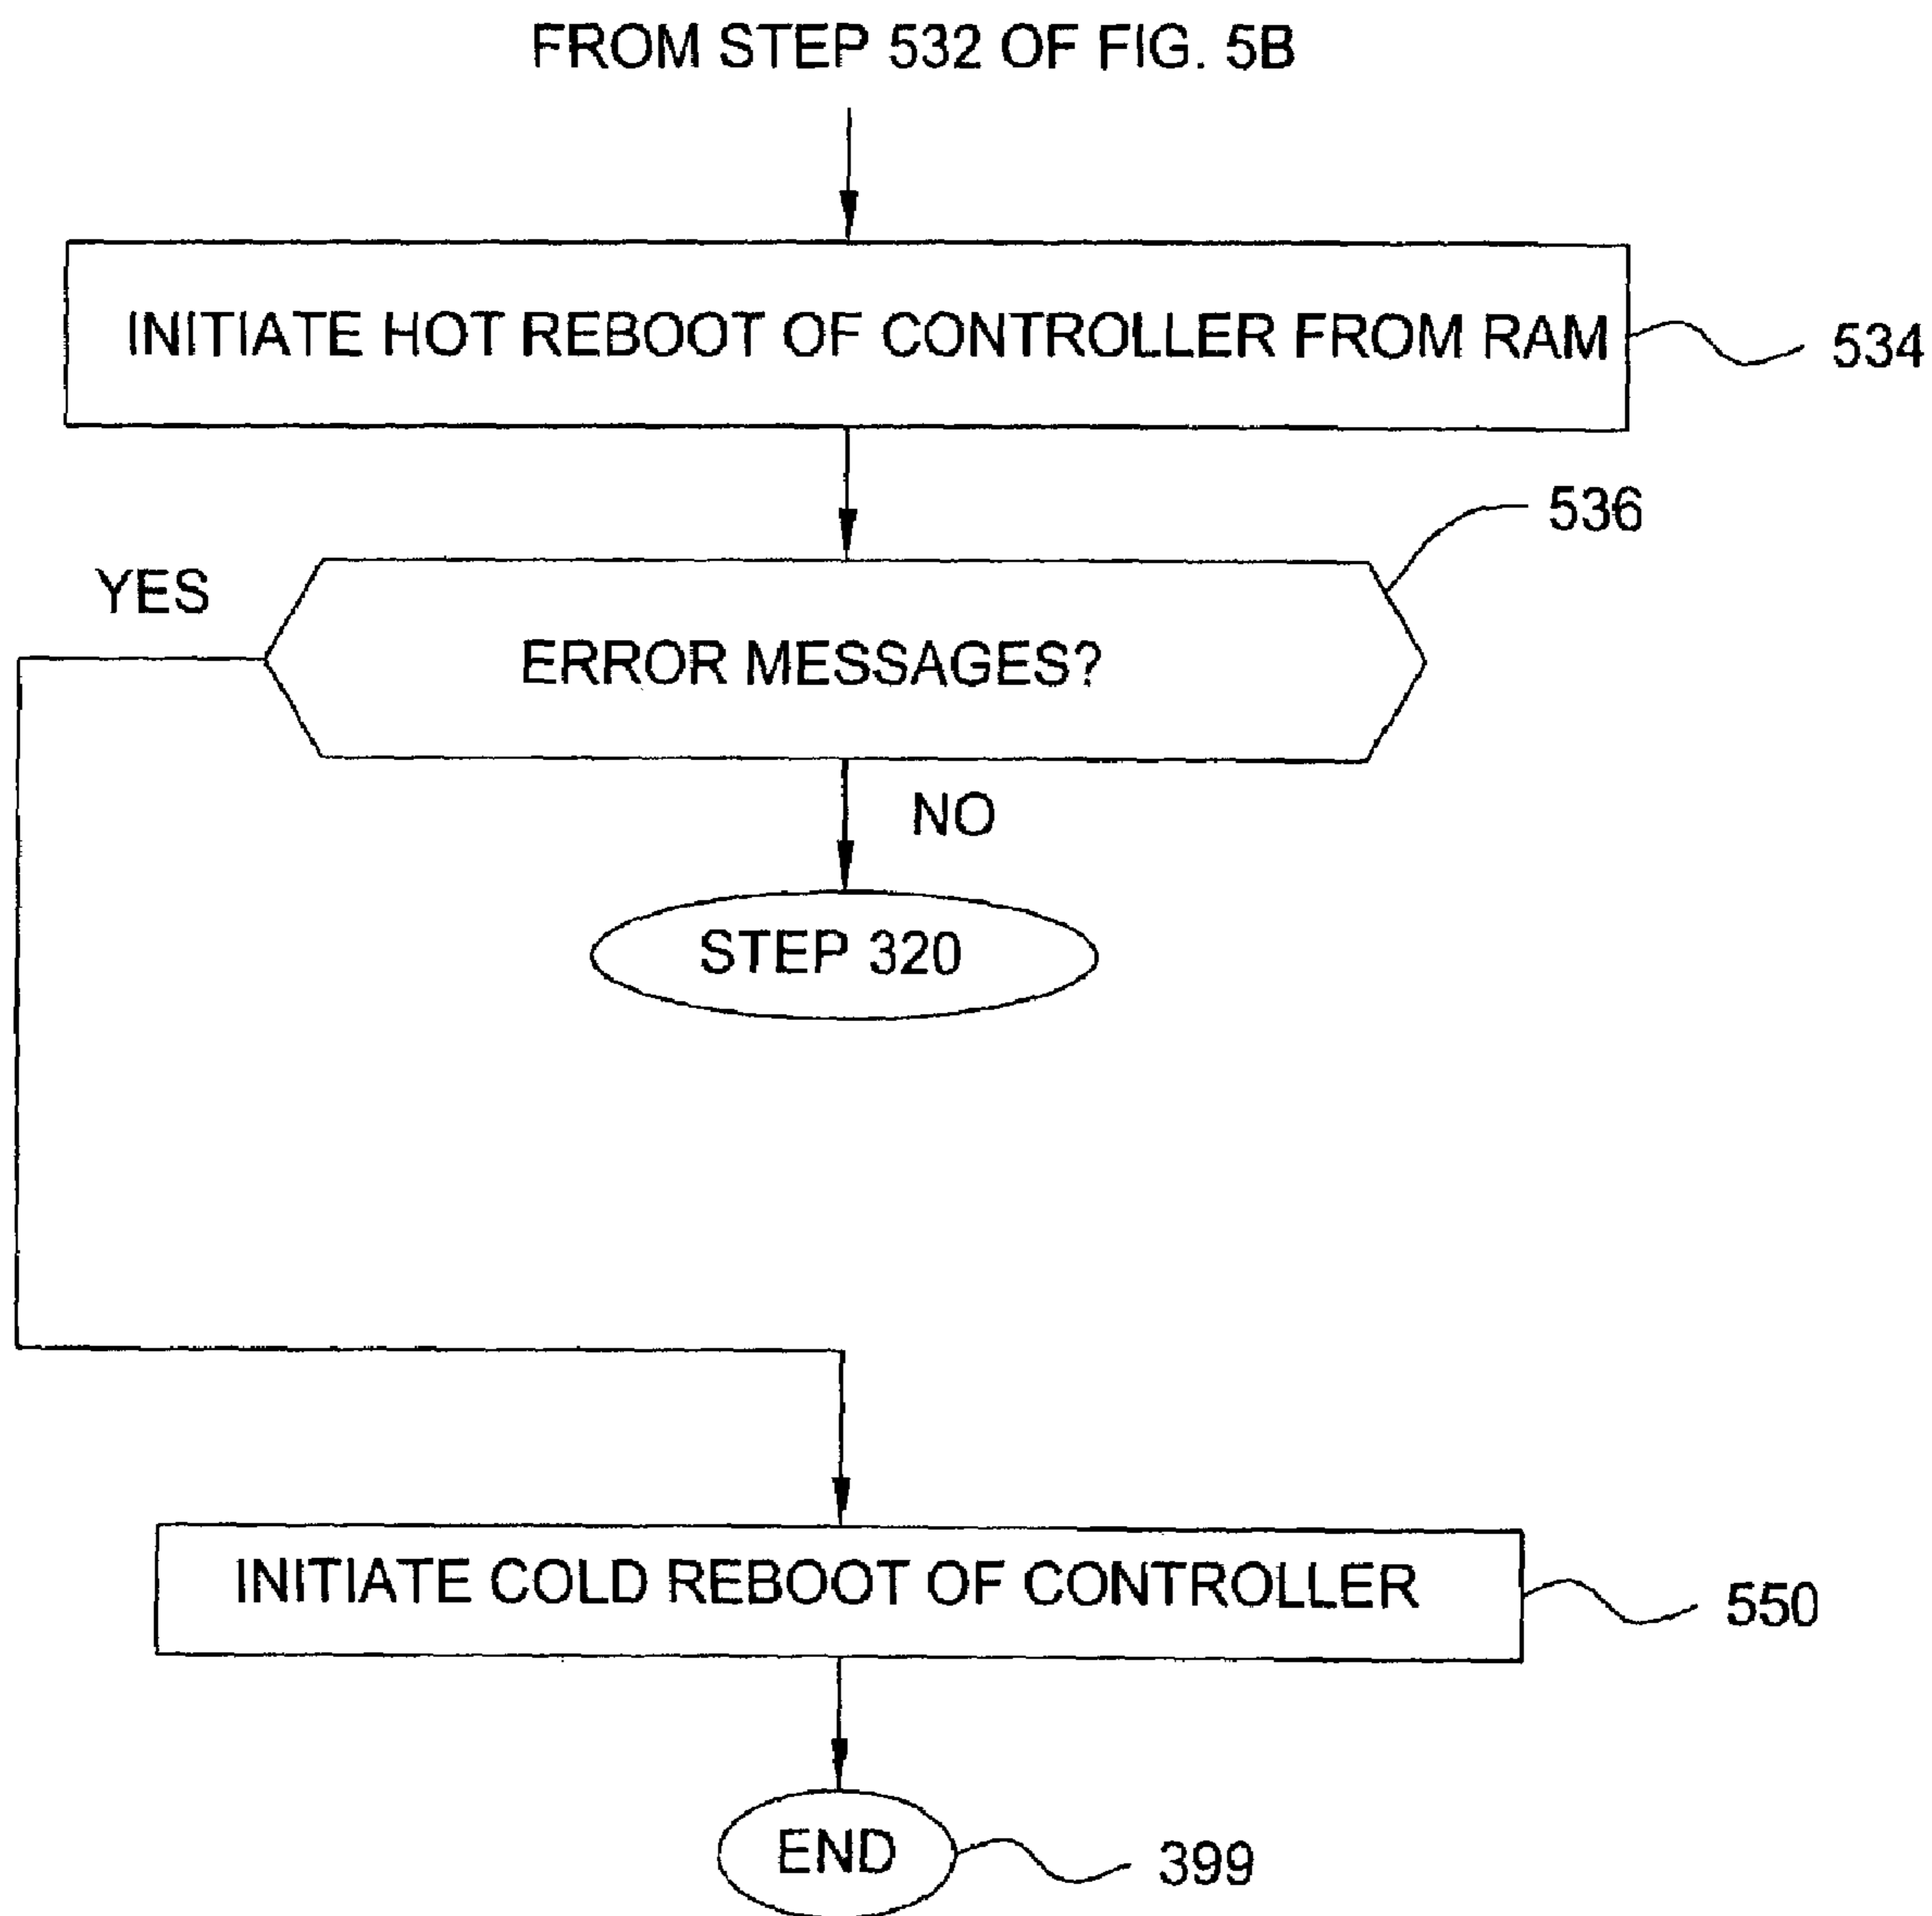 FROM STEP 532 OF FIG. 5B
INITIATE HOT REBOOT OF CONTROLLER FROM RAM
534
536
YES
ERROR MESSAGES?
NO
STEP 320
INITIATE COLD REBOOT OF CONTROLLER
550
END
399